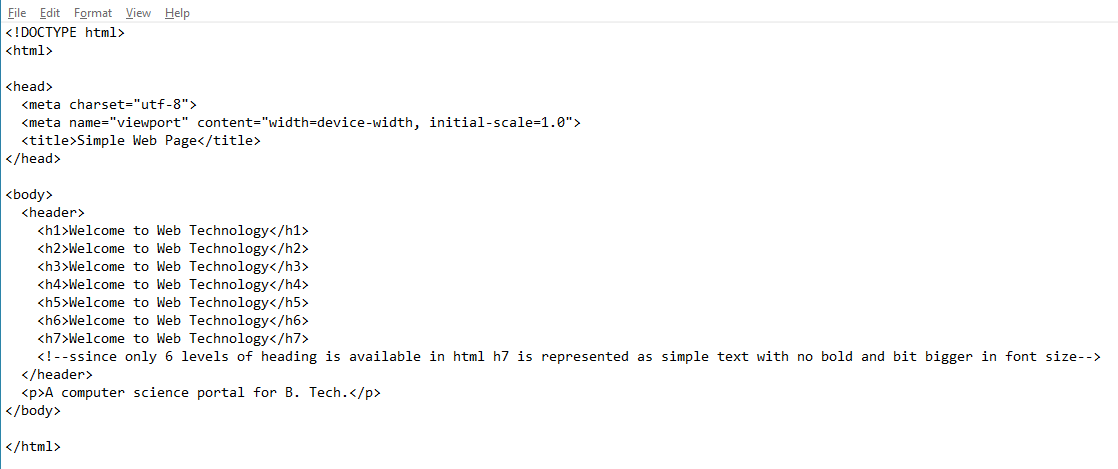 File Edit Format View Help
<!DOCTYPE html>
<html>
<head>
<meta charset="utf-8">
<meta name="viewport" content="width=device-width, initial-scale=1.0">
<title>Simple Web Page</title>
</head>
<body>
<header>
<h1>Welcome to Web Technology</h1>
<h2>Welcome to Web Technology</h2>
<h3>Welcome to Web Technology</h3>
<h4>Welcome to Web Technology</h4>
<h5>Welcome to Web Technology</h5>
<h6>Welcome to Web Technology</h6>
<h7>Welcome to Web Technology</h7>
<!--ssince only 6 levels of heading is available in html h7 is represented as simple text with no bold and bit bigger in font size-->
</header>
<p>A computer science portal for B. Tech.</p>
</body>
</html>